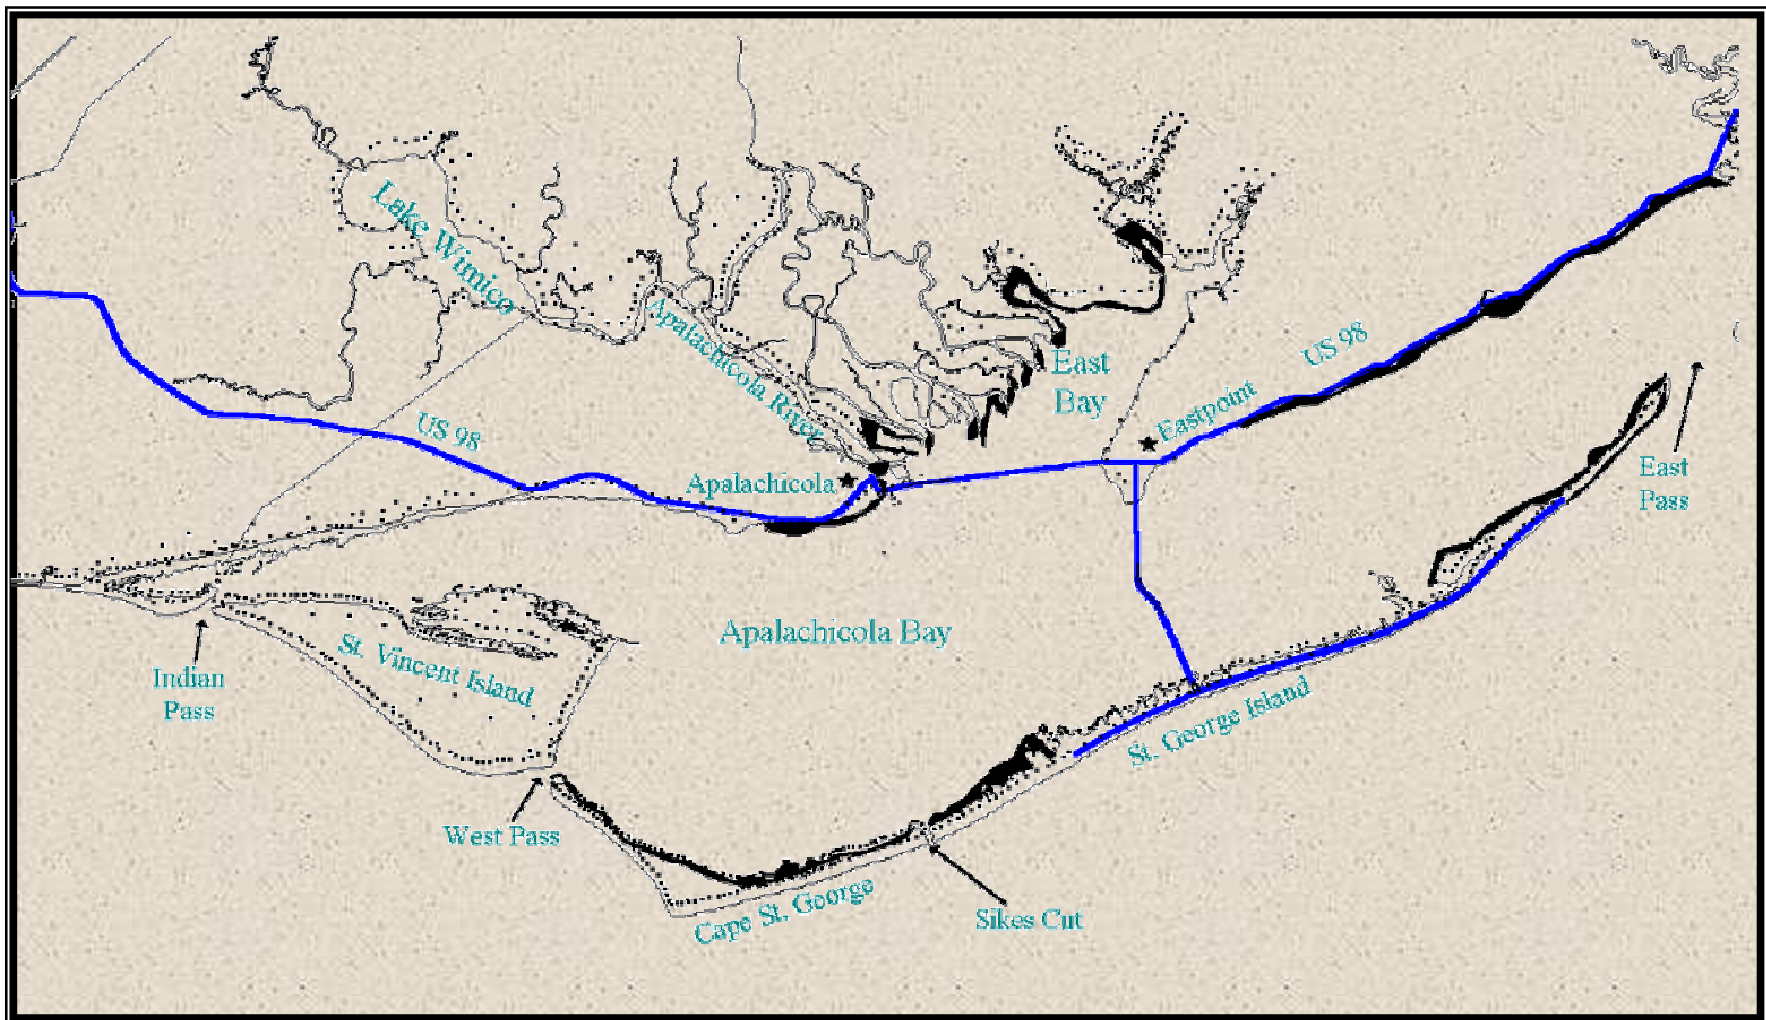 Lake Wimico
Apalachicola River
East
Bay
US 98
Eastpoint
US 98
Apalachicola
East
Pass
Apalachicola Bay
St. Vincent Island
Indian
Pass
St. George Island
West Pass
Cape St. George
Sikes Cut